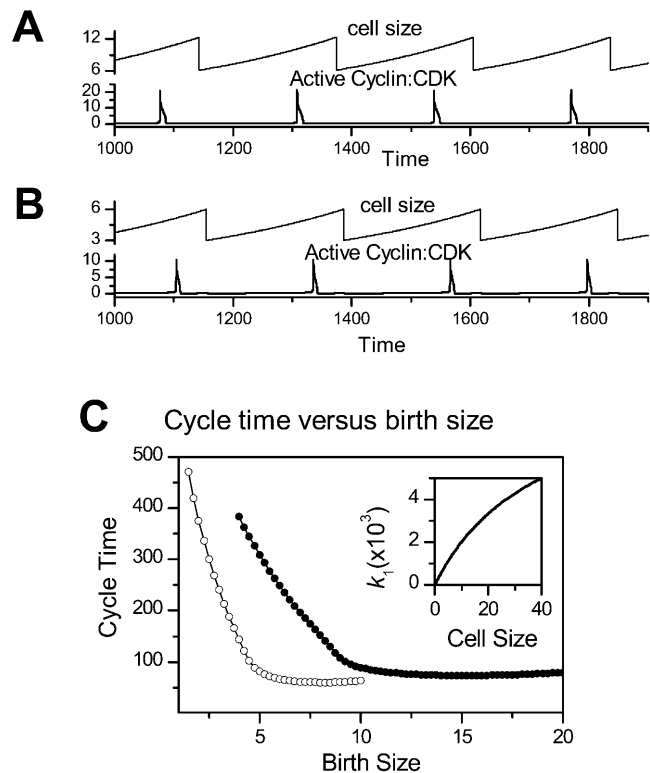 A
cell size
12
6
Active Cyclin:CDK
20
10
0
1000 1200 1400 1600 1800
Time
B
cell size
6
3
Active Cyclin:CDK
10
5
0
1000 1200 1400 1600 1800
Time
C Cycle time versus birth size
500
400
300
200
100
Cycle Time
5 10 15 20
Birth Size
k1(x10³)
4
2
0
0 20 40
Cell Size